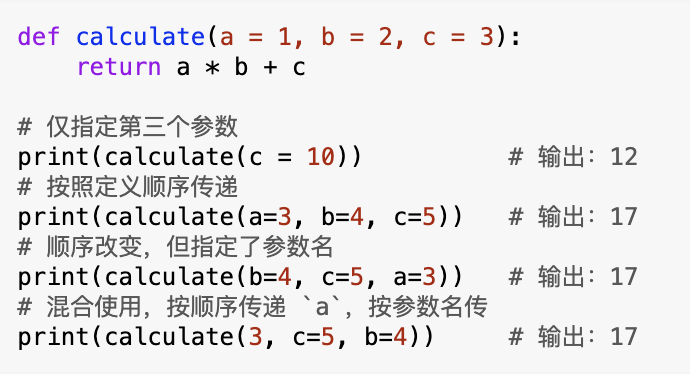 def calculate(a = 1, b = 2, c = 3):
    return a * b + c

# 仅指定第三个参数
print(calculate(c = 10))          # 输出：12
# 按照定义顺序传递
print(calculate(a=3, b=4, c=5))   # 输出：17
# 顺序改变，但指定了参数名
print(calculate(b=4, c=5, a=3))   # 输出：17
# 混合使用，按顺序传递 `a`，按参数名传
print(calculate(3, c=5, b=4))     # 输出：17